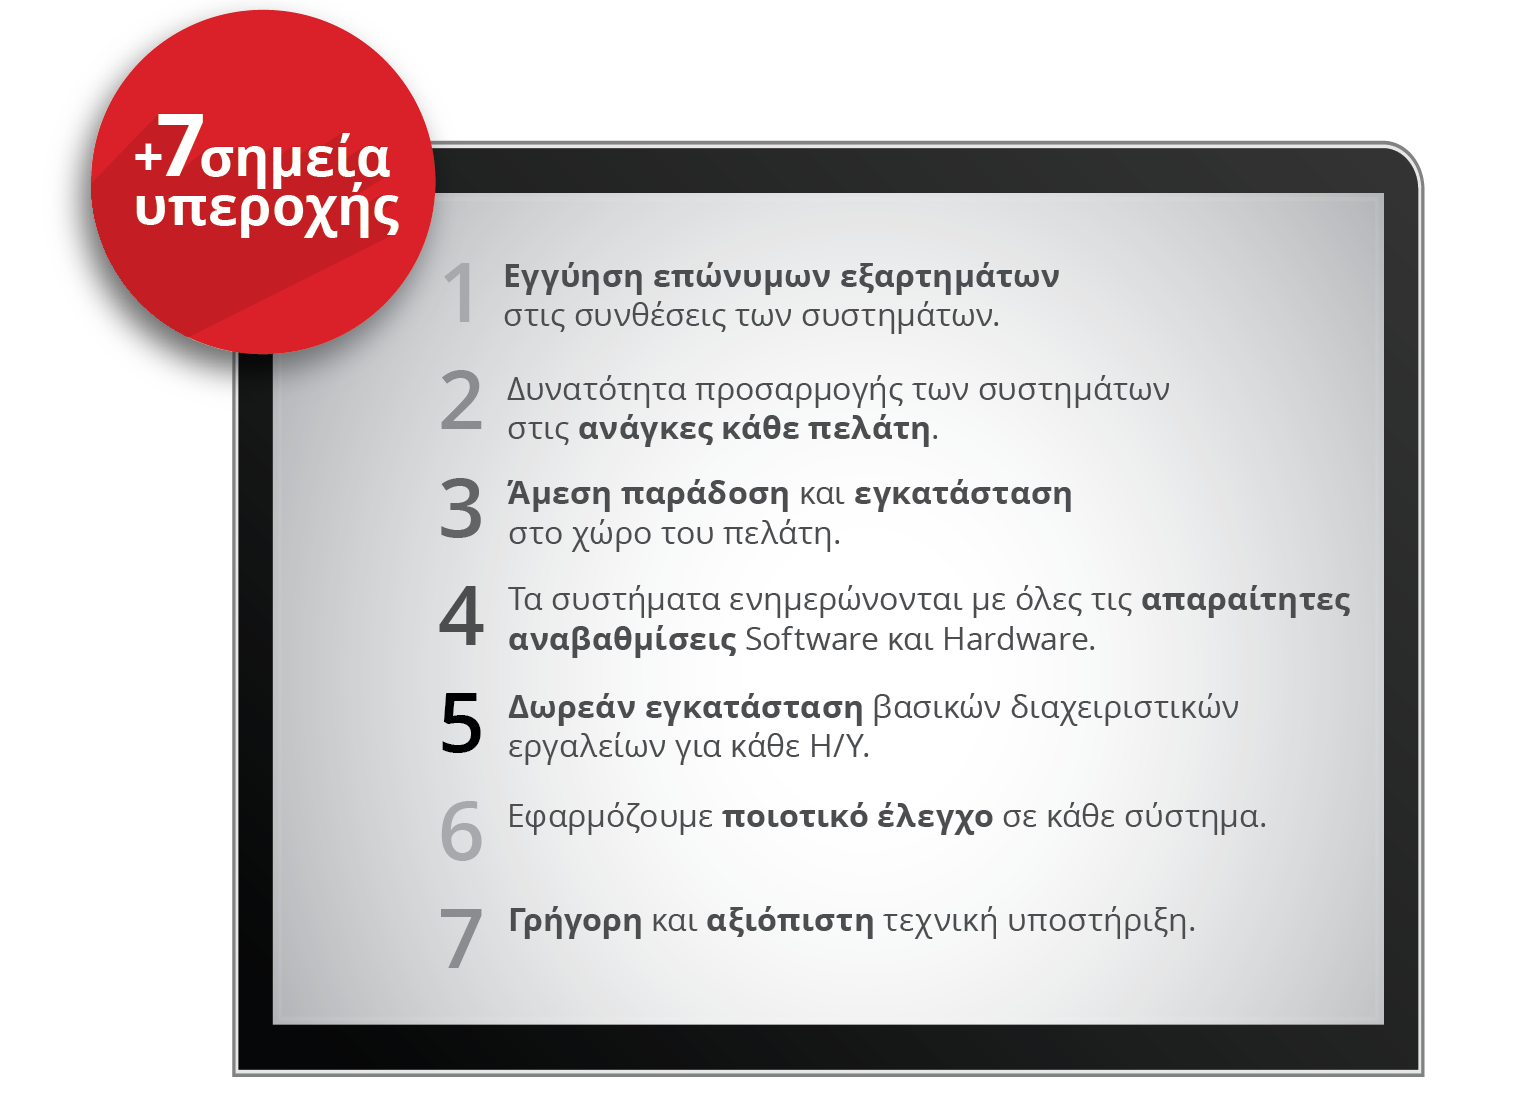 +7σημεία
υπεροχής
1 Εγγύηση επώνυμων εξαρτημάτων
στις συνθέσεις των συστημάτων.
2 Δυνατότητα προσαρμογής των συστημάτων
στις ανάγκες κάθε πελάτη.
3 Άμεση παράδοση και εγκατάσταση
στο χώρο του πελάτη.
4 Τα συστήματα ενημερώνονται με όλες τις απαραίτητες
αναβαθμίσεις Software και Hardware.
5 Δωρεάν εγκατάσταση βασικών διαχειριστικών
εργαλείων για κάθε Η/Υ.
6 Εφαρμόζουμε ποιοτικό έλεγχο σε κάθε σύστημα.
7 Γρήγορη και αξιόπιστη τεχνική υποστήριξη.